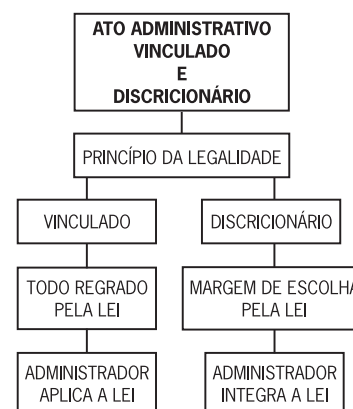 ATO ADMINISTRATIVO
VINCULADO
E
DISCRICIONÁRIO
PRINCÍPIO DA LEGALIDADE
VINCULADO
DISCRICIONÁRIO
TODO REGRADO
PELA LEI
MARGEM DE ESCOLHA
PELA LEI
ADMINISTRADOR
APLICA A LEI
ADMINISTRADOR
INTEGRA A LEI